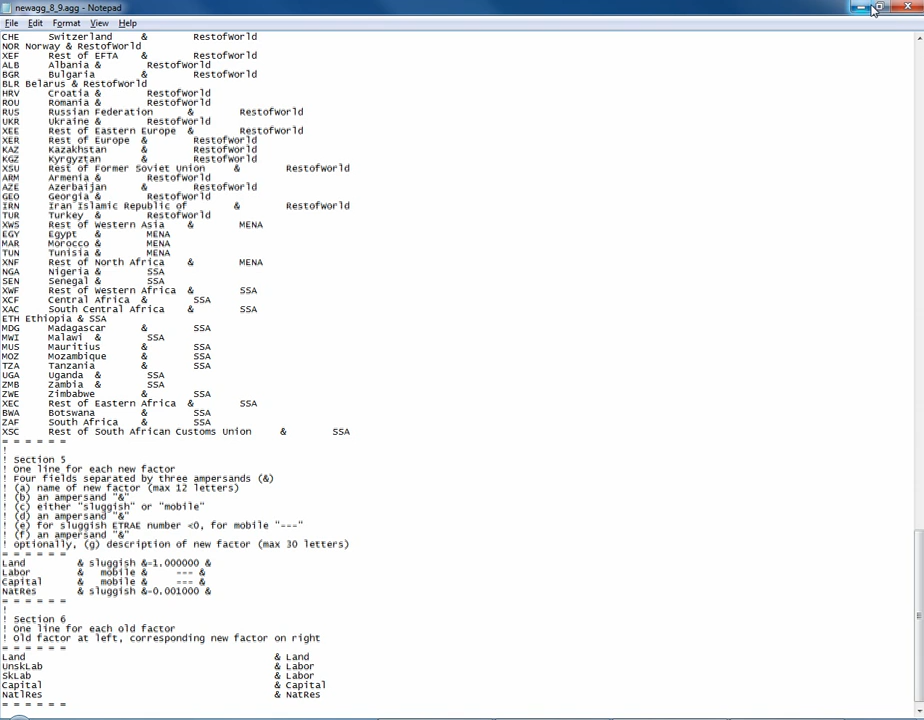 newagg_8_9.agg - Notepad
File Edit Format View Help
CHE Switzerland & RestofWorld
NOR Norway & RestofWorld
XEF Rest of EFTA & RestofWorld
ALB Albania & RestofWorld
BGR Bulgaria & RestofWorld
BLR Belarus & RestofWorld
HRV Croatia & RestofWorld
ROU Romania & RestofWorld
RUS Russian Federation & RestofWorld
UKR Ukraine & RestofWorld
XEE Rest of Eastern Europe & RestofWorld
XER Rest of Europe & RestofWorld
KAZ Kazakhstan & RestofWorld
KGZ Kyrgyztan & RestofWorld
XSU Rest of Former Soviet Union & RestofWorld
ARM Armenia & RestofWorld
AZE Azerbaijan & RestofWorld
GEO Georgia & RestofWorld
IRN Iran Islamic Republic of & RestofWorld
TUR Turkey & RestofWorld
XWS Rest of Western Asia & MENA
EGY Egypt & MENA
MAR Morocco & MENA
TUN Tunisia & MENA
XNF Rest of North Africa & MENA
NGA Nigeria & SSA
SEN Senegal & SSA
XWF Rest of Western Africa & SSA
XCF Central Africa & SSA
XAC South Central Africa & SSA
ETH Ethiopia & SSA
MDG Madagascar & SSA
MWI Malawi & SSA
MUS Mauritius & SSA
MOZ Mozambique & SSA
TZA Tanzania & SSA
UGA Uganda & SSA
ZMB Zambia & SSA
ZWE Zimbabwe & SSA
XEC Rest of Eastern Africa & SSA
BWA Botswana & SSA
ZAF South Africa & SSA
XSC Rest of South African Customs Union & SSA
= = = = = =
!
! Section 5
! One line for each new factor
! Four fields separated by three ampersands (&)
! (a) name of new factor (max 12 letters)
! (b) an ampersand "&"
! (c) either "sluggish" or "mobile"
! (d) an ampersand "&"
! (e) for sluggish ETRAE number <0, for mobile "---"
! (f) an ampersand "&"
! optionally, (g) description of new factor (max 30 letters)
= = = = = =
Land & sluggish &-1.000000 &
Labor & mobile & --- &
Capital & mobile & --- &
NatRes & sluggish &-0.001000 &
= = = = = =
!
! Section 6
! One line for each old factor
! Old factor at left, corresponding new factor on right
= = = = = =
Land & Land
UnskLab & Labor
SkLab & Labor
Capital & Capital
NatlRes & NatRes
= = = = = =